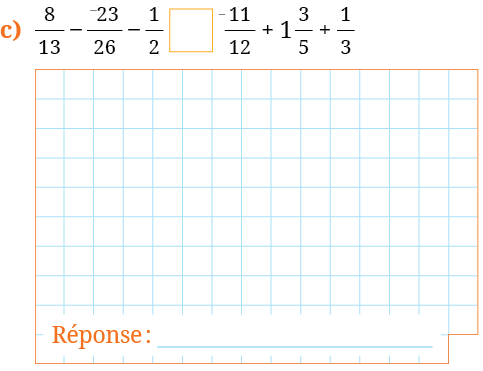 c) 8/13 − ⁻23/26 − 1/2 □ ⁻11/12 + 1 3/5 + 1/3
Réponse :